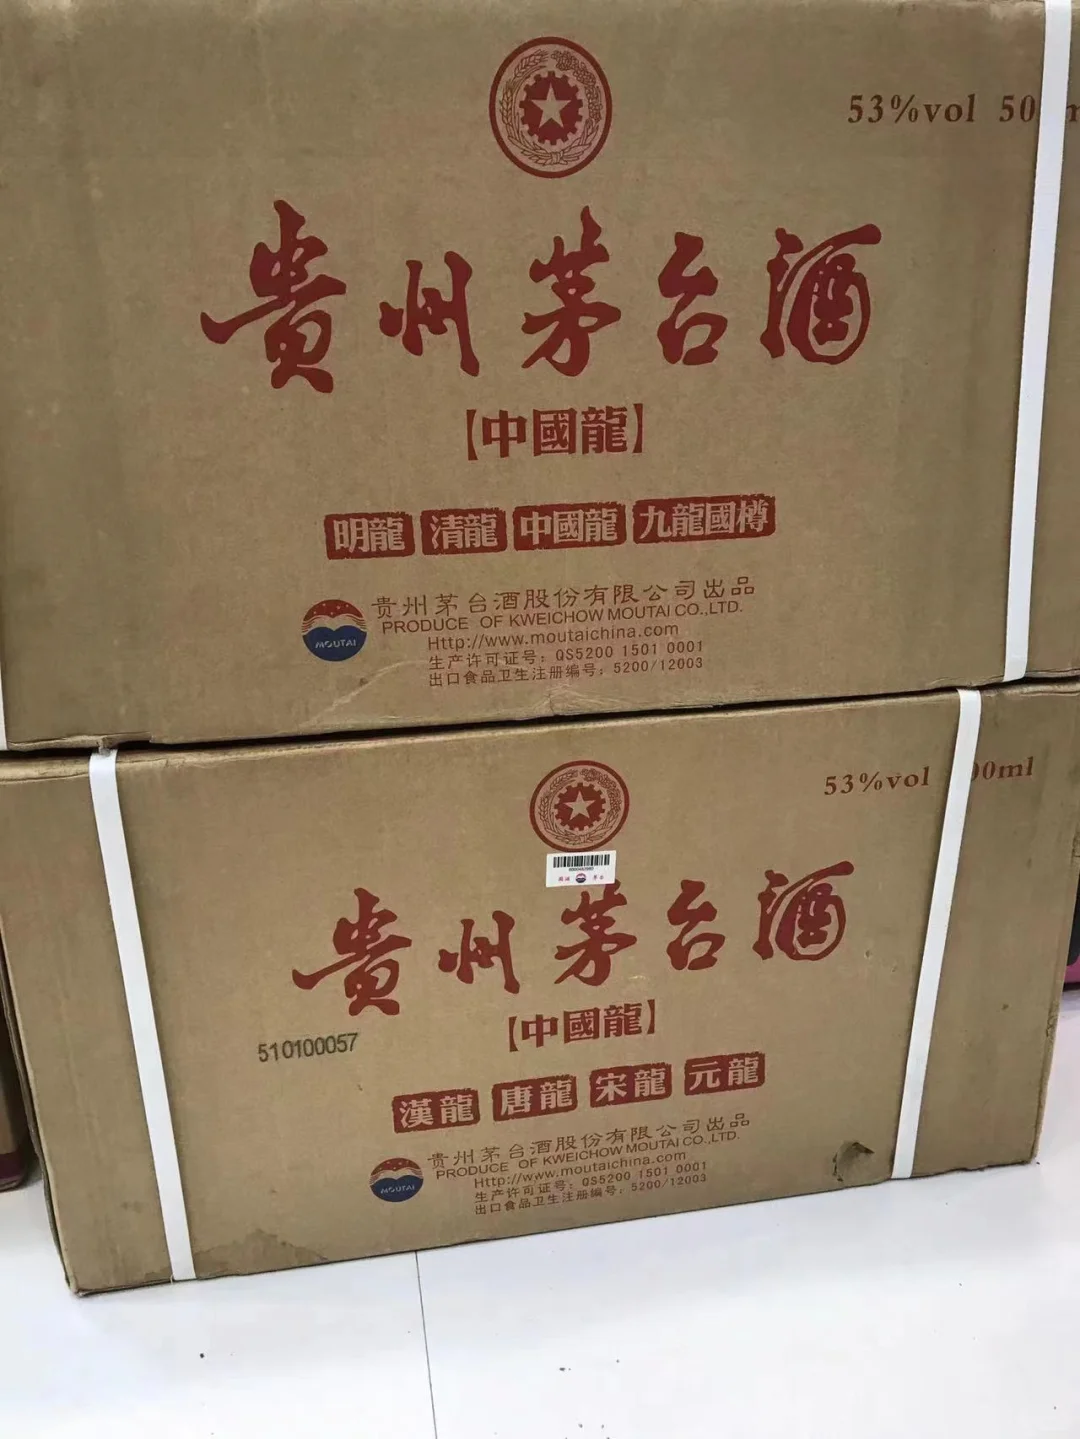 53%vol 50
貴州茅台酒
【中國龍】
明龍 清龍 中國龍 九龍國樽
MOUTAI
贵州茅台酒股份有限公司出品
PRODUCE OF KWEICHOW MOUTAI CO.,LTD.
Http://www.moutaichina.com
生产许可证号：QS5200 1501 0001
出口食品卫生注册编号：5200/12003
53%vol 00ml
貴州茅台酒
【中國龍】
510100057
漢龍 唐龍 宋龍 元龍
MOUTAI
贵州茅台酒股份有限公司出品
PRODUCE OF KWEICHOW MOUTAI CO.,LTD.
Http://www.moutaichina.com
生产许可证号：QS5200 1501 0001
出口食品卫生注册编号：5200/12003